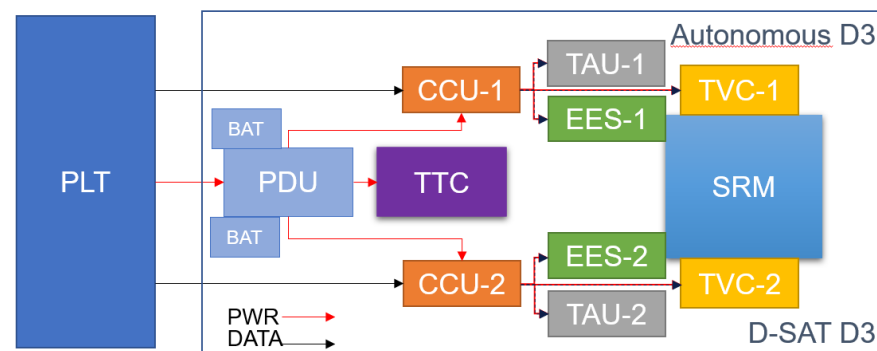 Autonomous D3
TAU-1
CCU-1
TVC-1
EES-1
BAT
PLT
PDU
TTC
SRM
BAT
EES-2
CCU-2
TVC-2
TAU-2
PWR
DATA
D-SAT D3